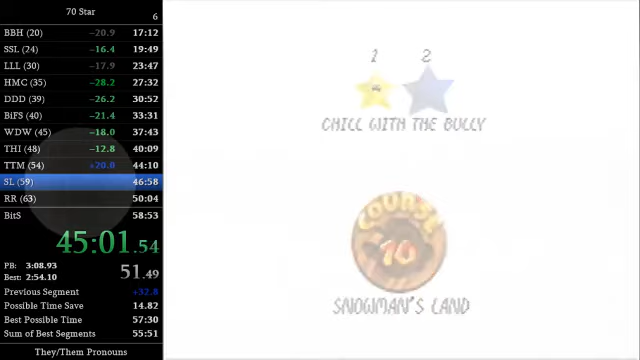 70 Star
6
BBH (20) −20.9 17:12
SSL (24) −16.4 19:49
LLL (30) −17.9 23:47
HMC (35) −28.2 27:32
DDD (39) −26.2 30:52
BiFS (40) −21.4 33:31
WDW (45) −18.0 37:43
THI (48) −12.8 40:09
TTM (54) +20.0 44:10
SL (59) 46:58
RR (63) 50:04
BitS 58:53
45:01.54
PB: 3:08.93
Best: 2:54.10
51.49
Previous Segment +32.8
Possible Time Save 14.82
Best Possible Time 57:30
Sum of Best Segments 55:51
They/Them Pronouns
1 2
CHILL WITH THE BULLY
COURSE
10
SNOWMAN'S LAND